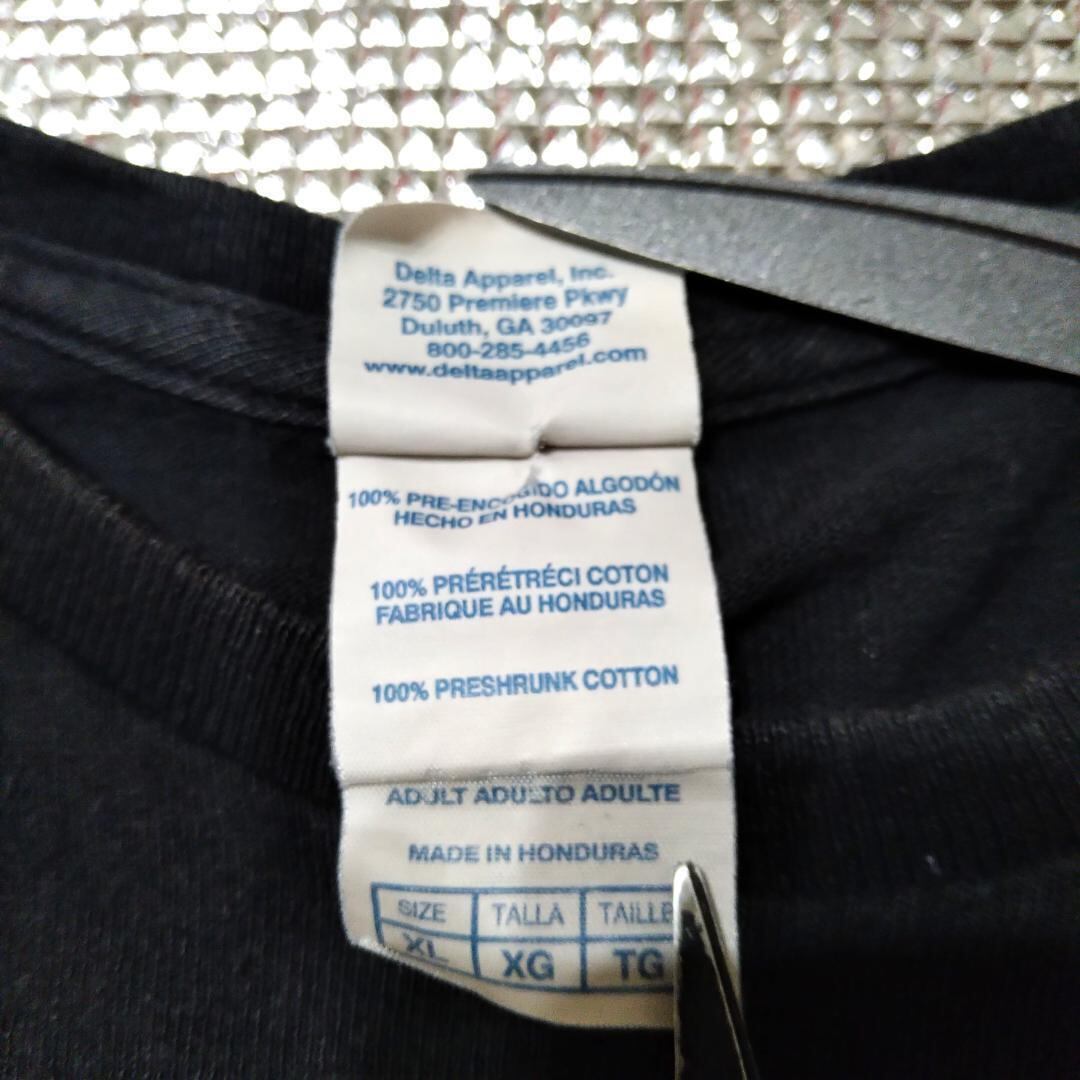 Delta Apparel, Inc.
2750 Premiere Pkwy
Duluth, GA 30097
800-285-4456
www.deltaapparel.com
100% PRE-ENCOGIDO ALGODÓN
HECHO EN HONDURAS
100% PRÉRÉTRÉCI COTON
FABRIQUE AU HONDURAS
100% PRESHRUNK COTTON
ADULT ADULTO ADULTE
MADE IN HONDURAS
SIZE TALLA TAILLE
XL XG TG